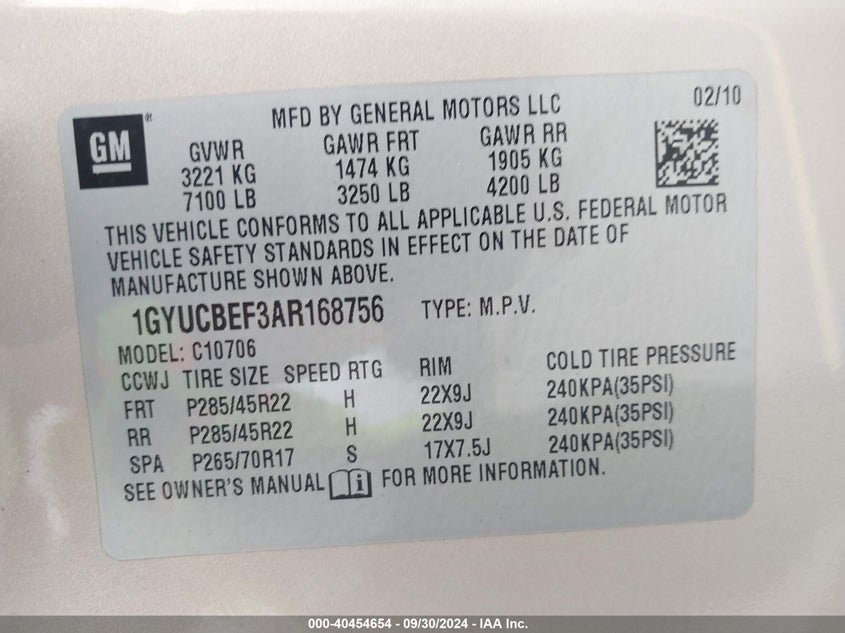 GM®
MFD BY GENERAL MOTORS LLC 02/10
GVWR GAWR FRT GAWR RR
3221 KG 1474 KG 1905 KG
7100 LB 3250 LB 4200 LB
THIS VEHICLE CONFORMS TO ALL APPLICABLE U.S. FEDERAL MOTOR
VEHICLE SAFETY STANDARDS IN EFFECT ON THE DATE OF
MANUFACTURE SHOWN ABOVE.
1GYUCBEF3AR168756 TYPE: M.P.V.
MODEL: C10706
CCWJ TIRE SIZE SPEED RTG RIM COLD TIRE PRESSURE
FRT P285/45R22 H 22X9J 240KPA(35PSI)
RR P285/45R22 H 22X9J 240KPA(35PSI)
SPA P265/70R17 S 17X7.5J 240KPA(35PSI)
SEE OWNER'S MANUAL i FOR MORE INFORMATION.
000-40454654 - 09/30/2024 - IAA Inc.